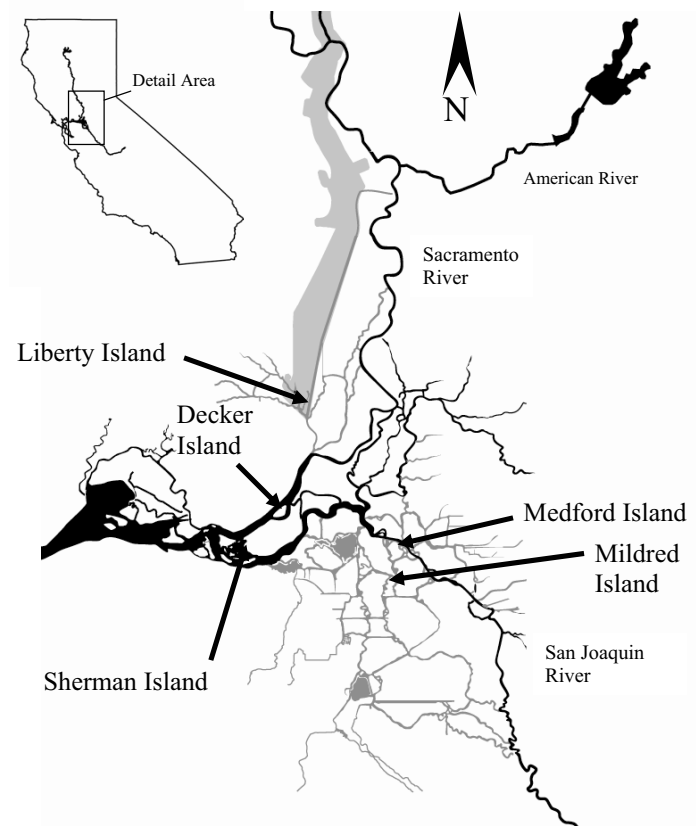 Detail Area
N
American River
Sacramento
River
Liberty Island
Decker
Island
Medford Island
Mildred
Island
Sherman Island
San Joaquin
River